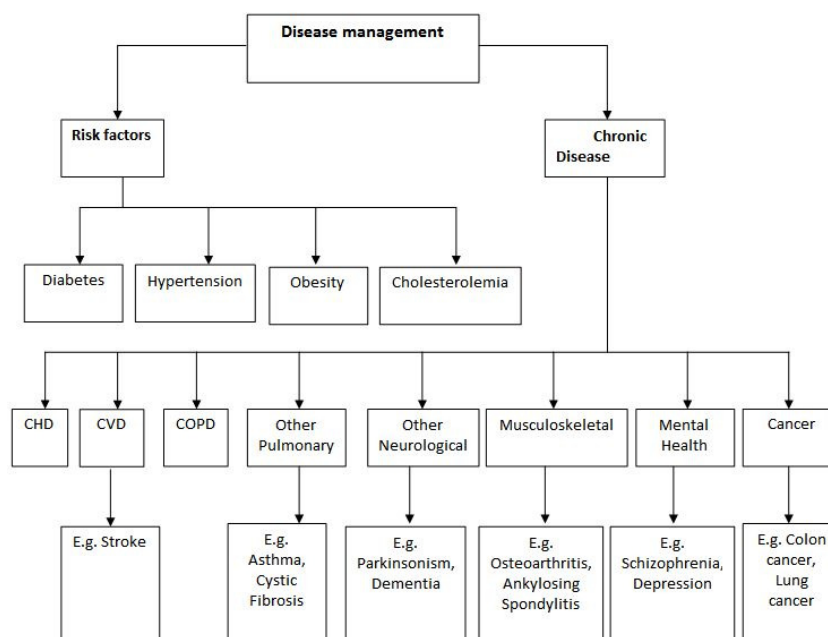 Disease management
Risk factors
Chronic
Disease
Diabetes
Hypertension
Obesity
Cholesterolemia
CHD
CVD
COPD
Other
Pulmonary
Other
Neurological
Musculoskeletal
Mental
Health
Cancer
E.g. Stroke
E.g.
Asthma,
Cystic
Fibrosis
E.g.
Parkinsonism,
Dementia
E.g.
Osteoarthritis,
Ankylosing
Spondylitis
E.g.
Schizophrenia,
Depression
E.g. Colon
cancer,
Lung
cancer